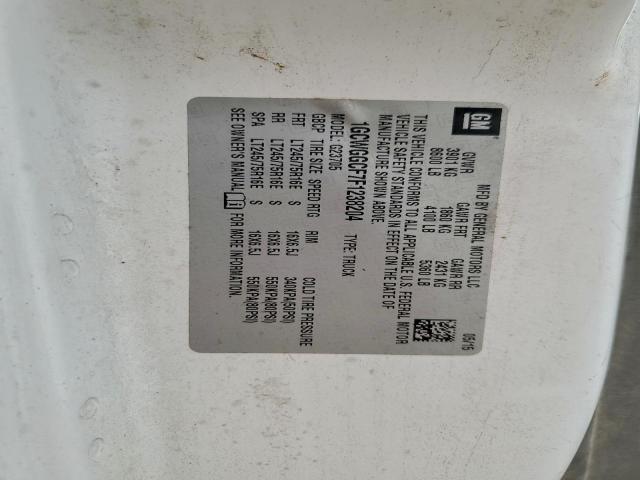 GM
MFD BY GENERAL MOTORS LLC 05/15
GVWR GAWR FRT GAWR RR
3901 KG 1860 KG 2431 KG
8600 LB 4100 LB 5360 LB
THIS VEHICLE CONFORMS TO ALL APPLICABLE U.S. FEDERAL MOTOR
VEHICLE SAFETY STANDARDS IN EFFECT ON THE DATE OF
MANUFACTURE SHOWN ABOVE.
1GCWGGCF7F1238204 TYPE: TRUCK
MODEL: G23705
GBCP TIRE SIZE SPEED RTG RIM COLD TIRE PRESSURE
FRT LT245/75R16E S 16X6.5J 340KPA(50PSI)
RR LT245/75R16E S 16X6.5J 550KPA(80PSI)
SPA LT245/75R16E S 16X6.5J 550KPA(80PSI)
SEE OWNER'S MANUAL FOR MORE INFORMATION.